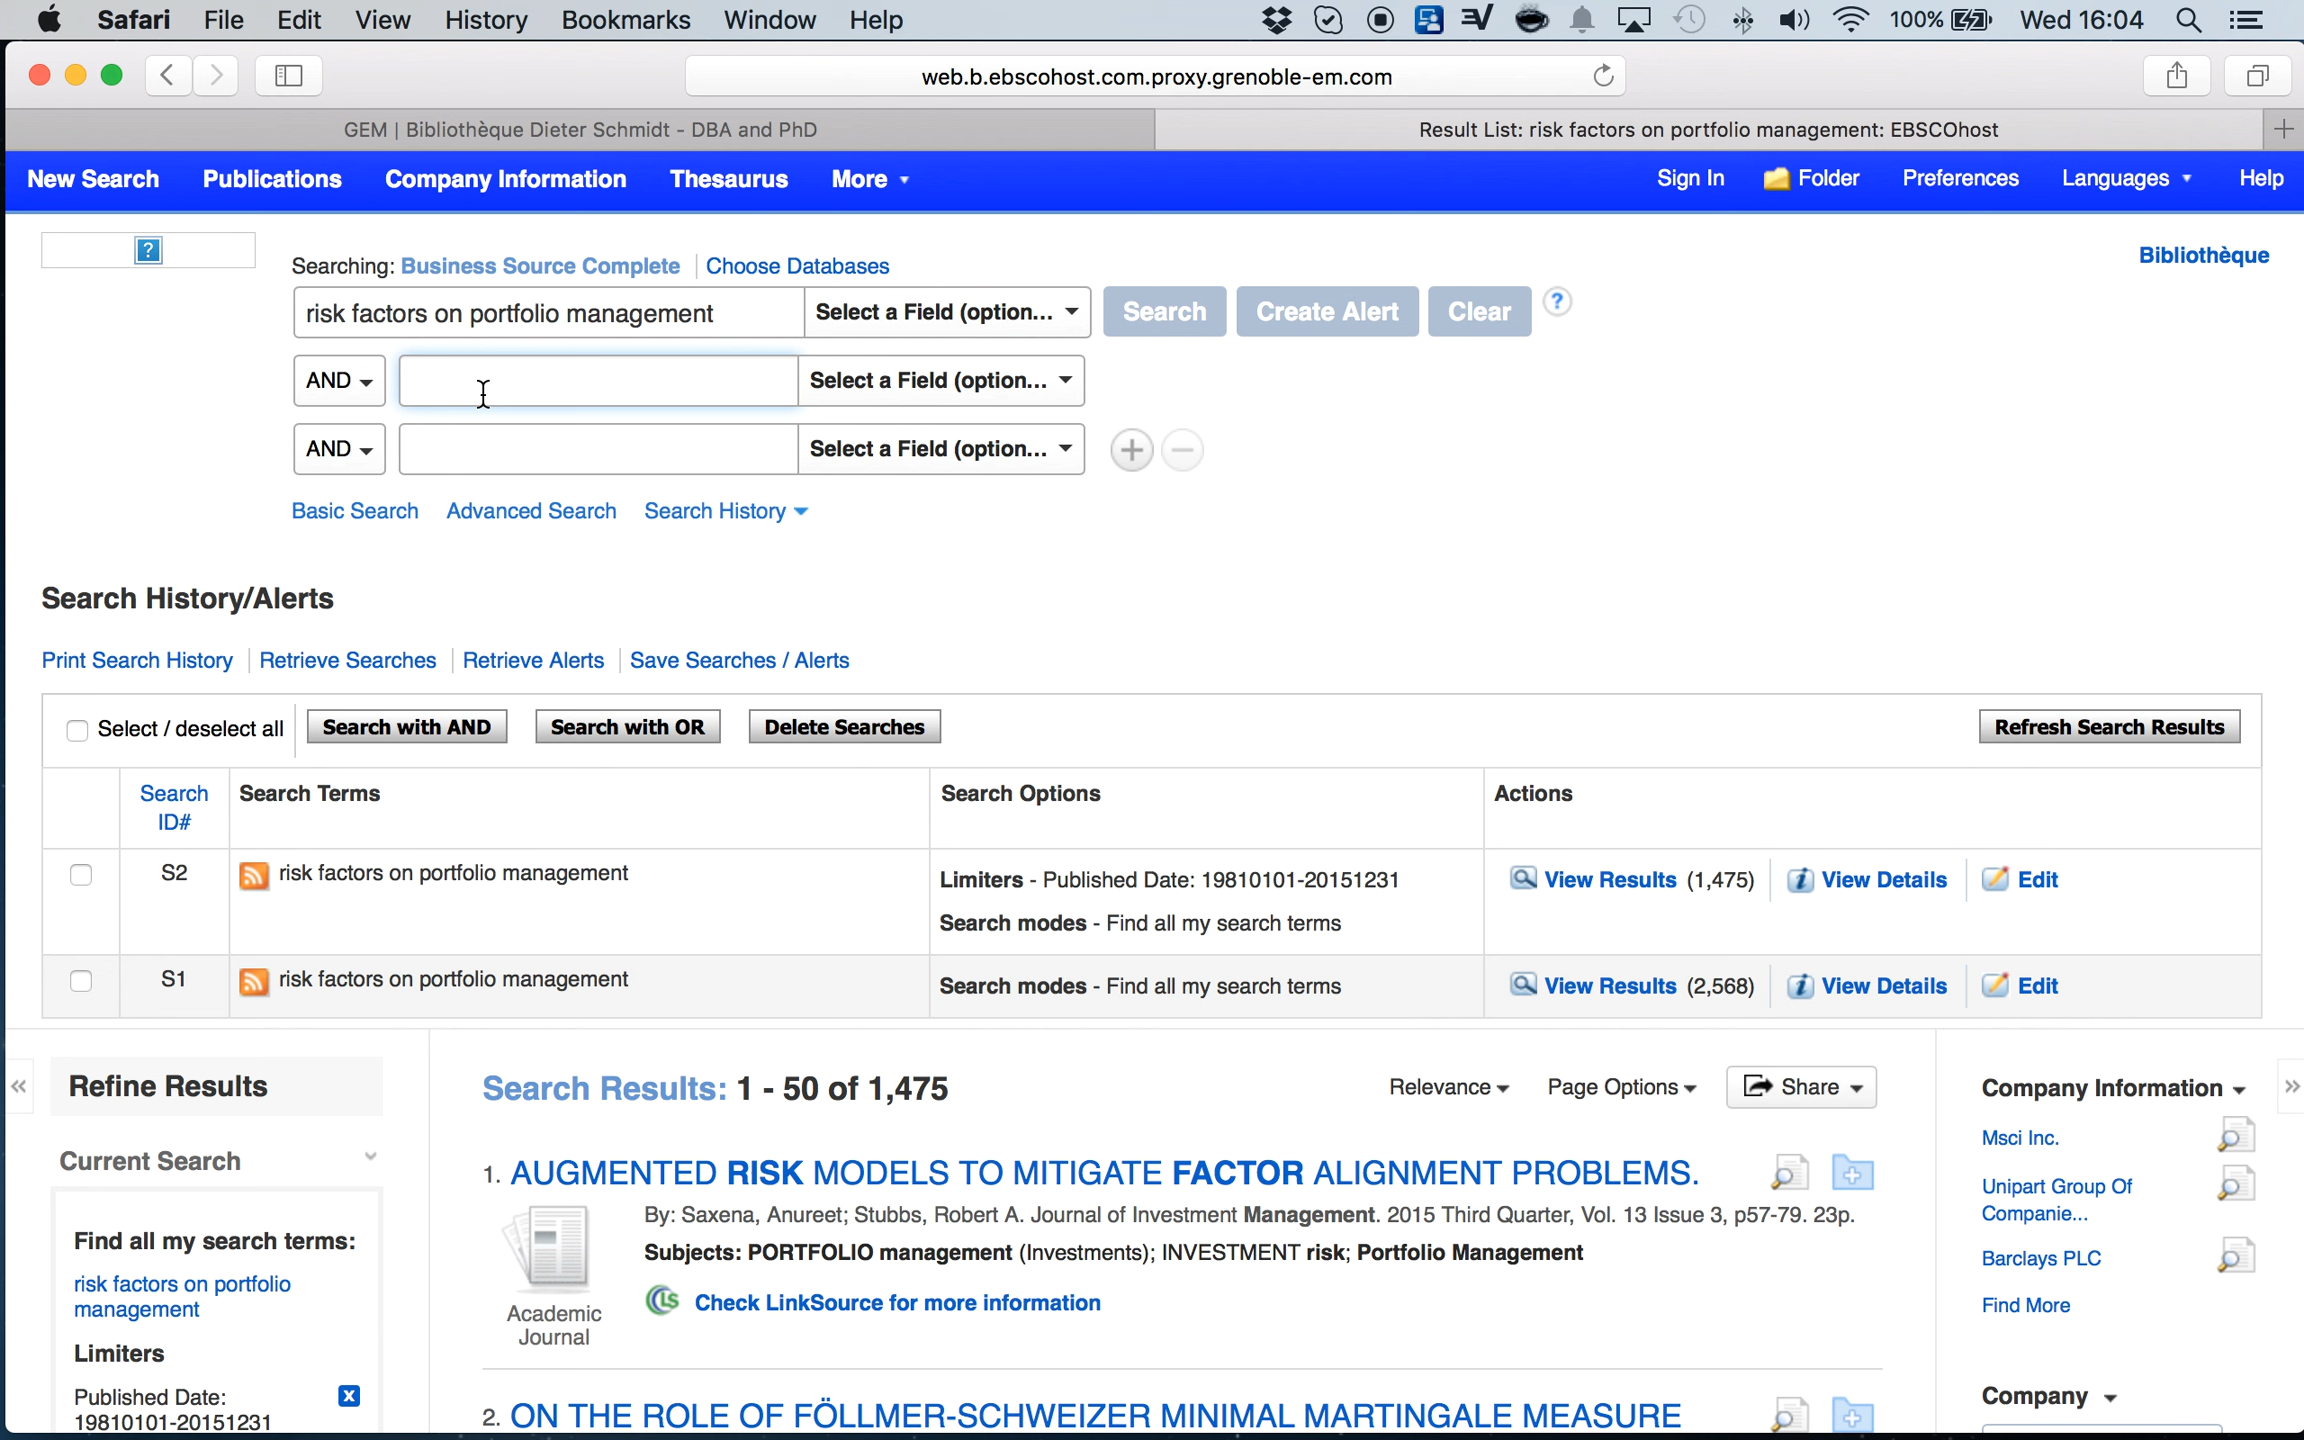 Safari File Edit View History Bookmarks Window Help 100% Wed 16:04
web.b.ebscohost.com.proxy.grenoble-em.com
GEM | Bibliothèque Dieter Schmidt - DBA and PhD
Result List: risk factors on portfolio management: EBSCOhost
New Search Publications Company Information Thesaurus More Sign In Folder Preferences Languages Help
Bibliothèque
Searching: Business Source Complete Choose Databases
risk factors on portfolio management Select a Field (option... Search Create Alert Clear ?
AND Select a Field (option...
AND Select a Field (option...
Basic Search Advanced Search Search History
Search History/Alerts
Print Search History Retrieve Searches Retrieve Alerts Save Searches / Alerts
Select / deselect all Search with AND Search with OR Delete Searches Refresh Search Results
Search ID# Search Terms Search Options Actions
S2 risk factors on portfolio management Limiters - Published Date: 19810101-20151231 View Results (1,475) View Details Edit
Search modes - Find all my search terms
S1 risk factors on portfolio management Search modes - Find all my search terms View Results (2,568) View Details Edit
Refine Results
Current Search
Find all my search terms:
risk factors on portfolio
management
Limiters
Published Date:
19810101-20151231
Search Results: 1 - 50 of 1,475 Relevance Page Options Share
1. AUGMENTED RISK MODELS TO MITIGATE FACTOR ALIGNMENT PROBLEMS.
By: Saxena, Anureet; Stubbs, Robert A. Journal of Investment Management. 2015 Third Quarter, Vol. 13 Issue 3, p57-79. 23p.
Subjects: PORTFOLIO management (Investments); INVESTMENT risk; Portfolio Management
Academic
Journal
Check LinkSource for more information
2. ON THE ROLE OF FÖLLMER-SCHWEIZER MINIMAL MARTINGALE MEASURE
Company Information
Msci Inc.
Unipart Group Of
Companie...
Barclays PLC
Find More
Company